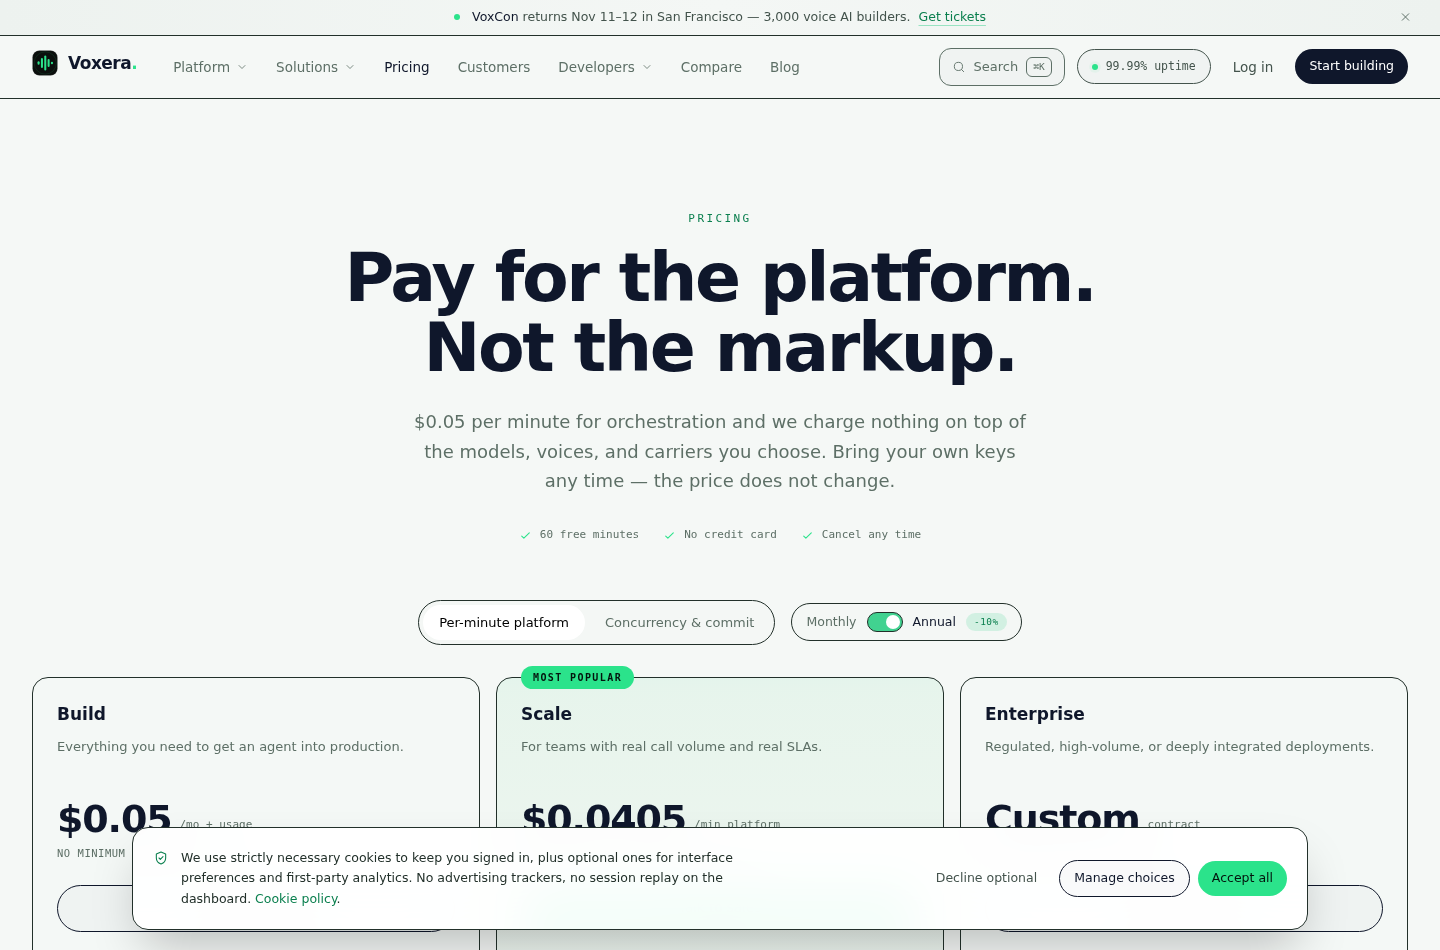 VoxCon returns Nov 11–12 in San Francisco — 3,000 voice AI builders. Get tickets
Voxera.
Platform
Solutions
Pricing
Customers
Developers
Compare
Blog
Search
⌘K
99.99% uptime
Log in
Start building
PRICING
Pay for the platform.
Not the markup.
$0.05 per minute for orchestration and we charge nothing on top of
the models, voices, and carriers you choose. Bring your own keys
any time — the price does not change.
60 free minutes
No credit card
Cancel any time
Per-minute platform
Concurrency & commit
Monthly
Annual
-10%
Build
Everything you need to get an agent into production.
$0.05 /mo + usage
NO MINIMUM
MOST POPULAR
Scale
For teams with real call volume and real SLAs.
$0.0405 /min platform
Enterprise
Regulated, high-volume, or deeply integrated deployments.
Custom contract
We use strictly necessary cookies to keep you signed in, plus optional ones for interface
preferences and first-party analytics. No advertising trackers, no session replay on the
dashboard. Cookie policy.
Decline optional
Manage choices
Accept all